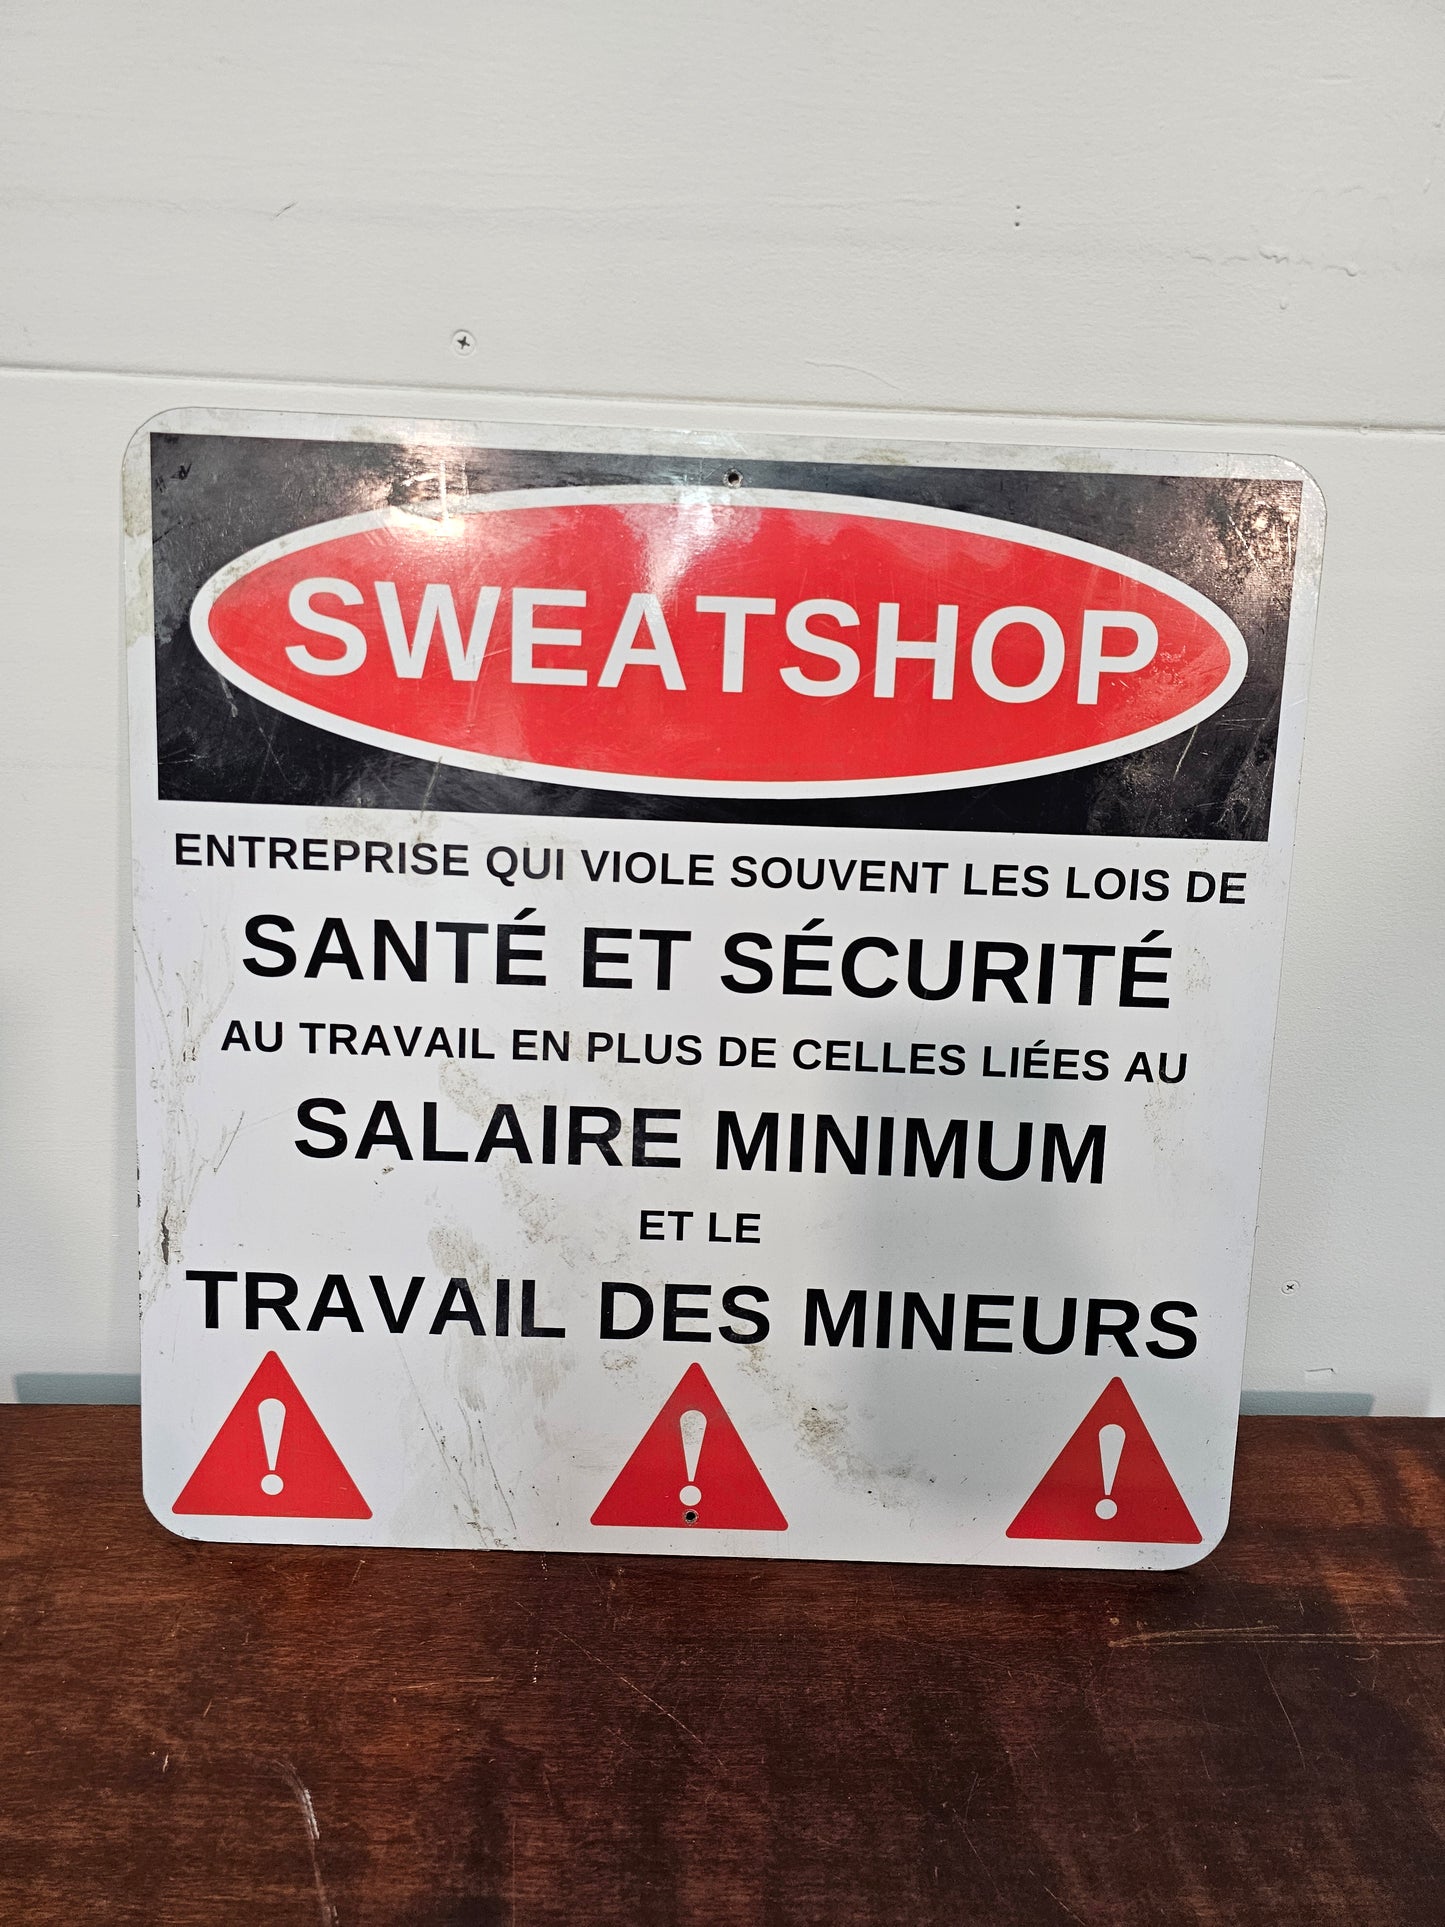 SWEATSHOP
ENTREPRISE QUI VIOLE SOUVENT LES LOIS DE
SANTÉ ET SÉCURITÉ
AU TRAVAIL EN PLUS DE CELLES LIÉES AU
SALAIRE MINIMUM
ET LE
TRAVAIL DES MINEURS